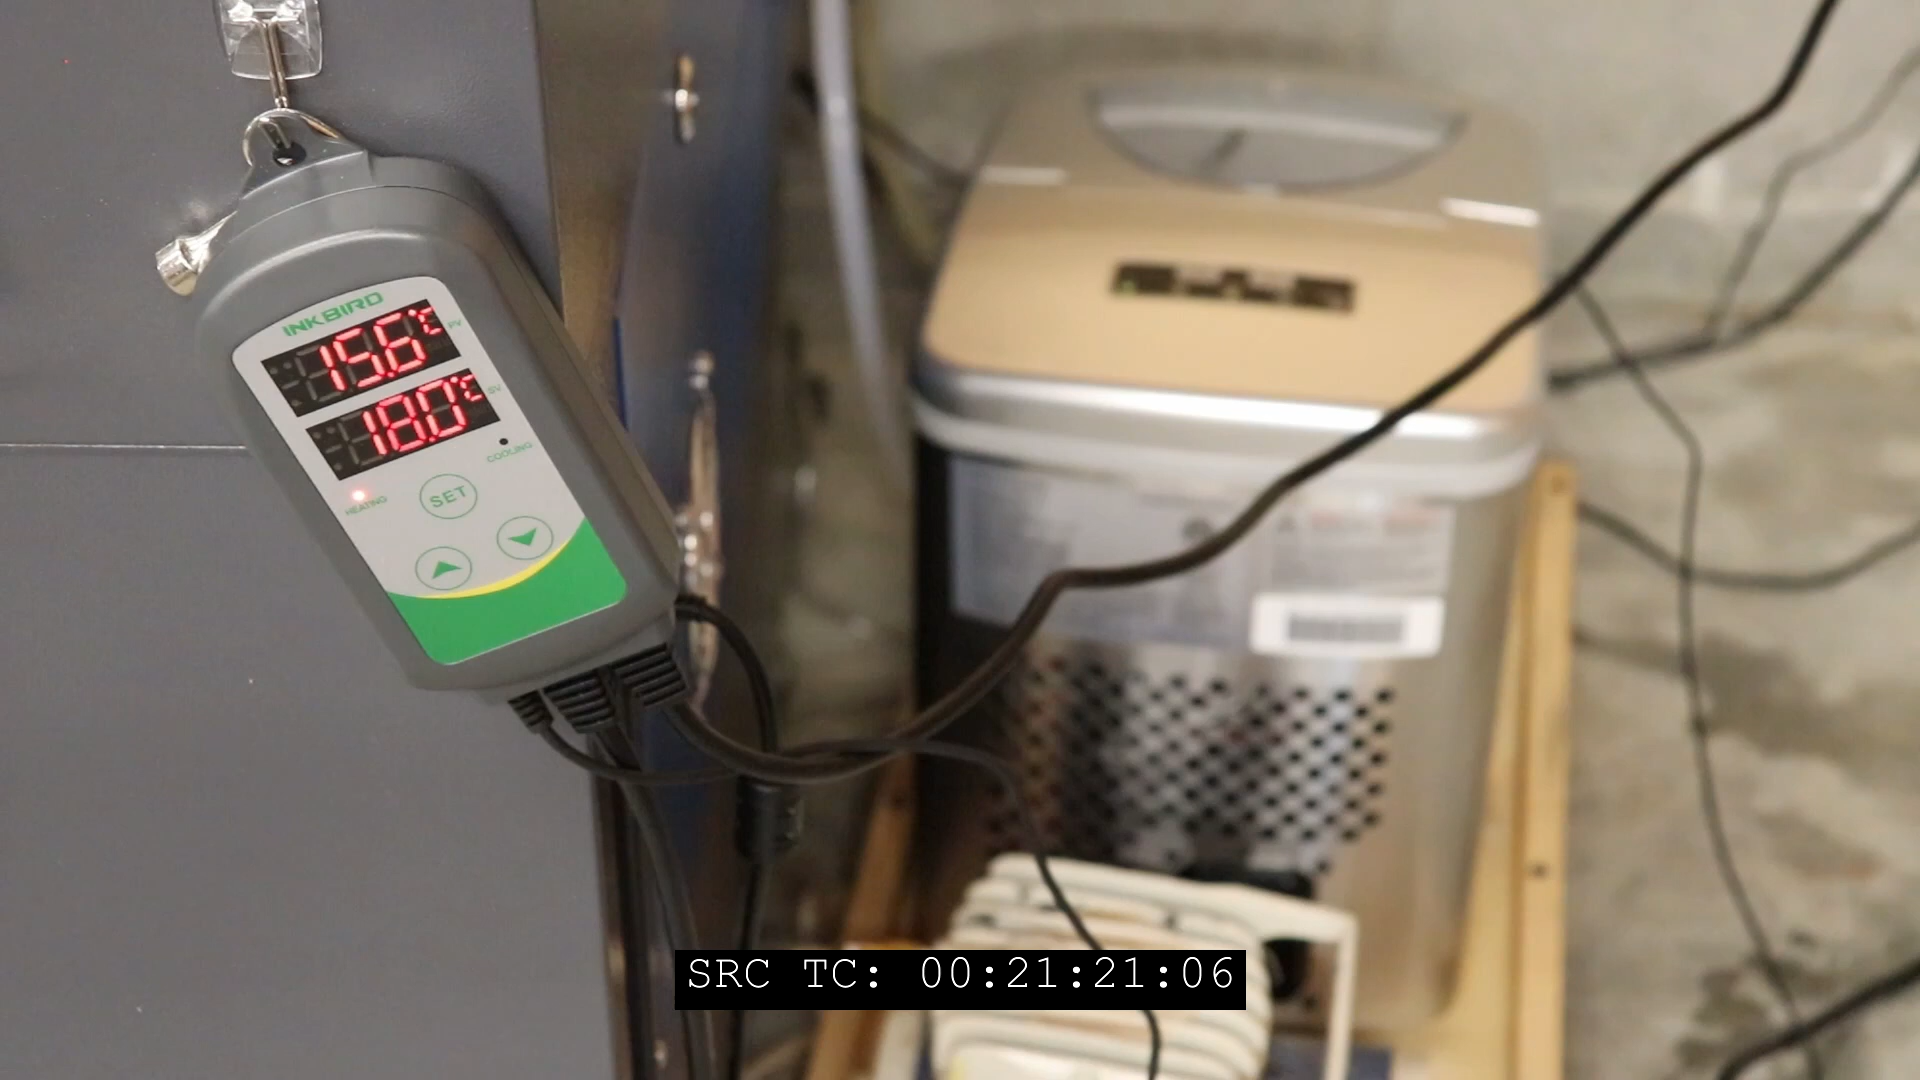 INKBIRD
15.6℃ PV
18.0℃ SV
COOLING
HEATING
SET
SRC TC: 00:21:21:06